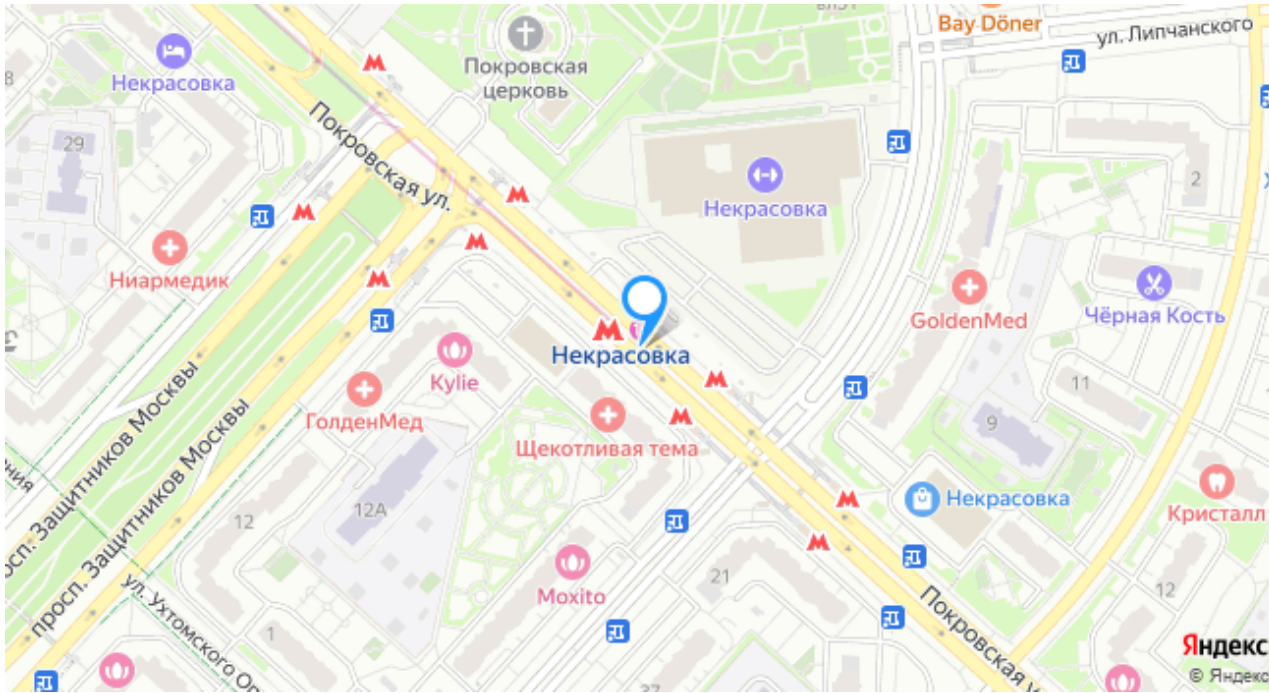 вл31
Bay Döner
ул. Липчанского
Покровская
церковь
Некрасовка
8
29
Покровская ул.
Некрасовка
2
Ниармедик
GoldenMed
Чёрная Кость
Некрасовка
Kylie
11
ГолденМед
9
Щекотливая тема
просп. Защитников Москвы
просп. Защитников Москвы
12
12А
Некрасовка
Кристалл
Moxito
21
12
ул. Ухтомского Оп
1
Покровская у
37
Яндекс
© Яндекс